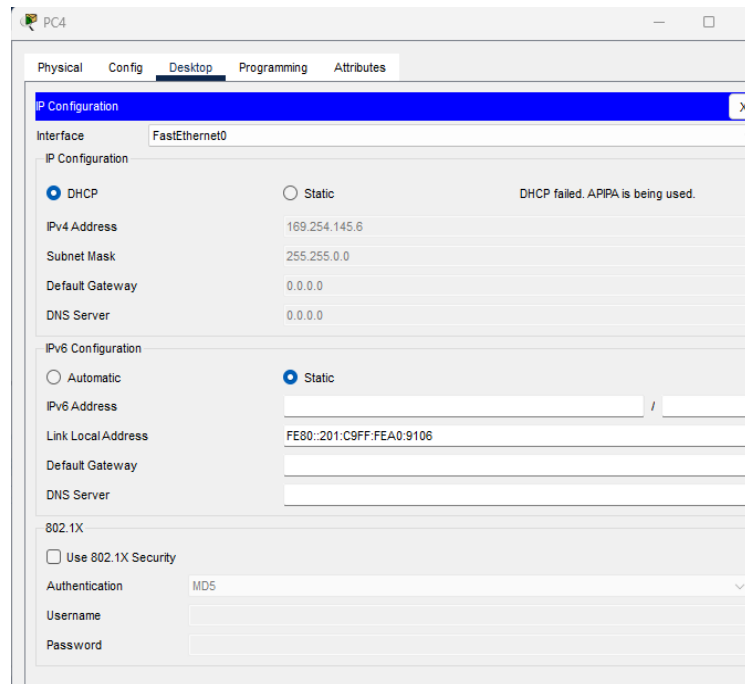 PC4
Physical Config Desktop Programming Attributes
IP Configuration X
Interface FastEthernet0
IP Configuration
DHCP Static DHCP failed. APIPA is being used.
IPv4 Address 169.254.145.6
Subnet Mask 255.255.0.0
Default Gateway 0.0.0.0
DNS Server 0.0.0.0
IPv6 Configuration
Automatic Static
IPv6 Address /
Link Local Address FE80::201:C9FF:FEA0:9106
Default Gateway
DNS Server
802.1X
Use 802.1X Security
Authentication MD5
Username
Password